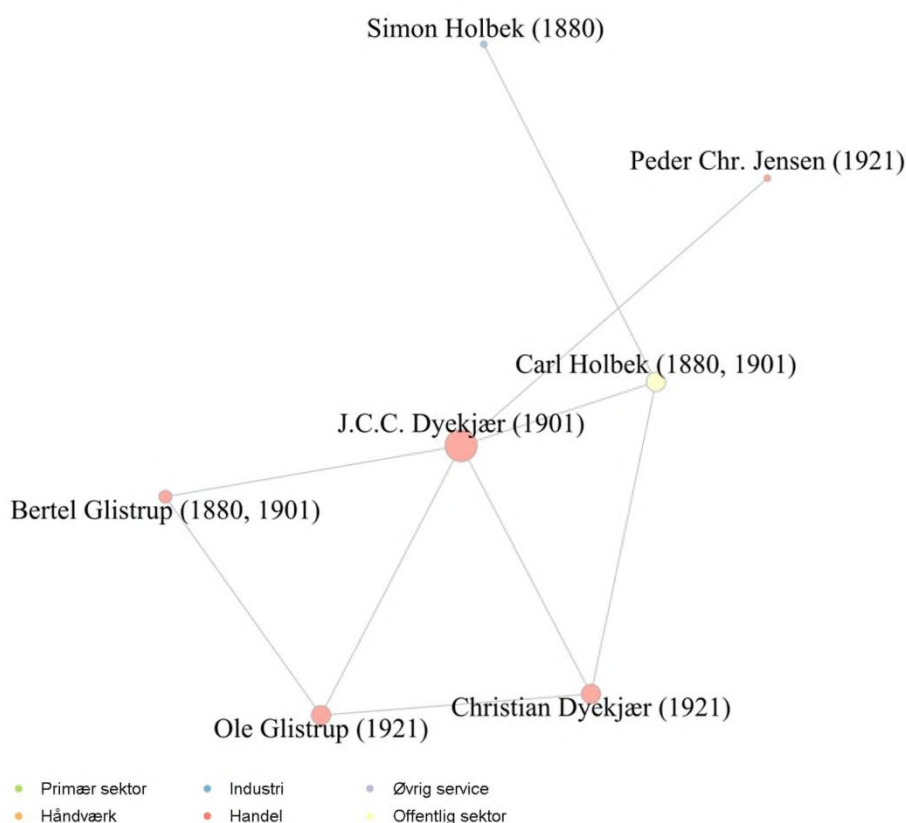 Simon Holbek (1880)
Peder Chr. Jensen (1921)
Carl Holbek (1880, 1901)
J.C.C. Dyekjær (1901)
Bertel Glistrup (1880, 1901)
Christian Dyekjær (1921)
Ole Glistrup (1921)
Primær sektor
Industri
Øvrig service
Håndværk
Handel
Offentlig sektor